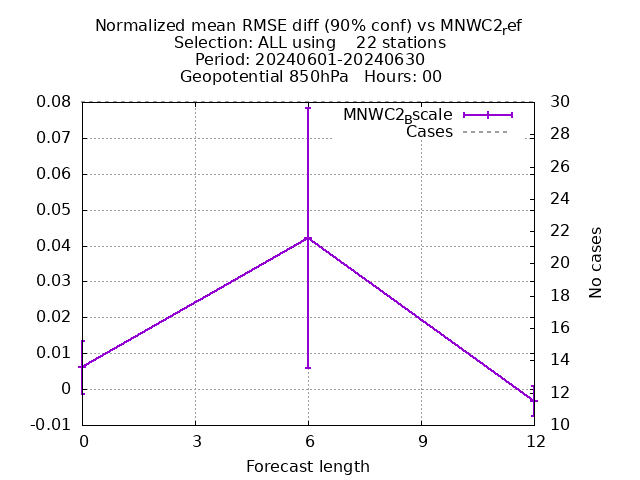 Normalized mean RMSE diff (90% conf) vs MNWC2ref
Selection: ALL using 22 stations
Period: 20240601-20240630
Geopotential 850hPa Hours: 00
MNWC2Bscale
Cases
0.08
0.07
0.06
0.05
0.04
0.03
0.02
0.01
0
-0.01
30
28
26
24
22
20
18
16
14
12
10
No cases
0 3 6 9 12
Forecast length